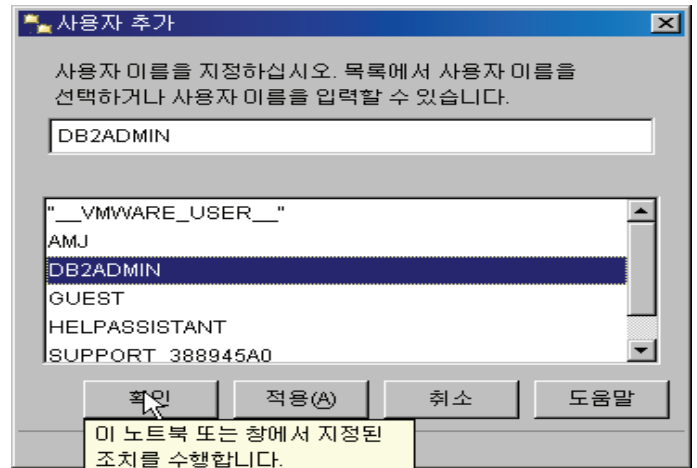 사용자 추가
사용자 이름을 지정하십시오. 목록에서 사용자 이름을
선택하거나 사용자 이름을 입력할 수 있습니다.
DB2ADMIN
"__VMWARE_USER__"
AMJ
DB2ADMIN
GUEST
HELPASSISTANT
SUPPORT_388945A0
확인 적용(A) 취소 도움말
이 노트북 또는 창에서 지정된
조치를 수행합니다.